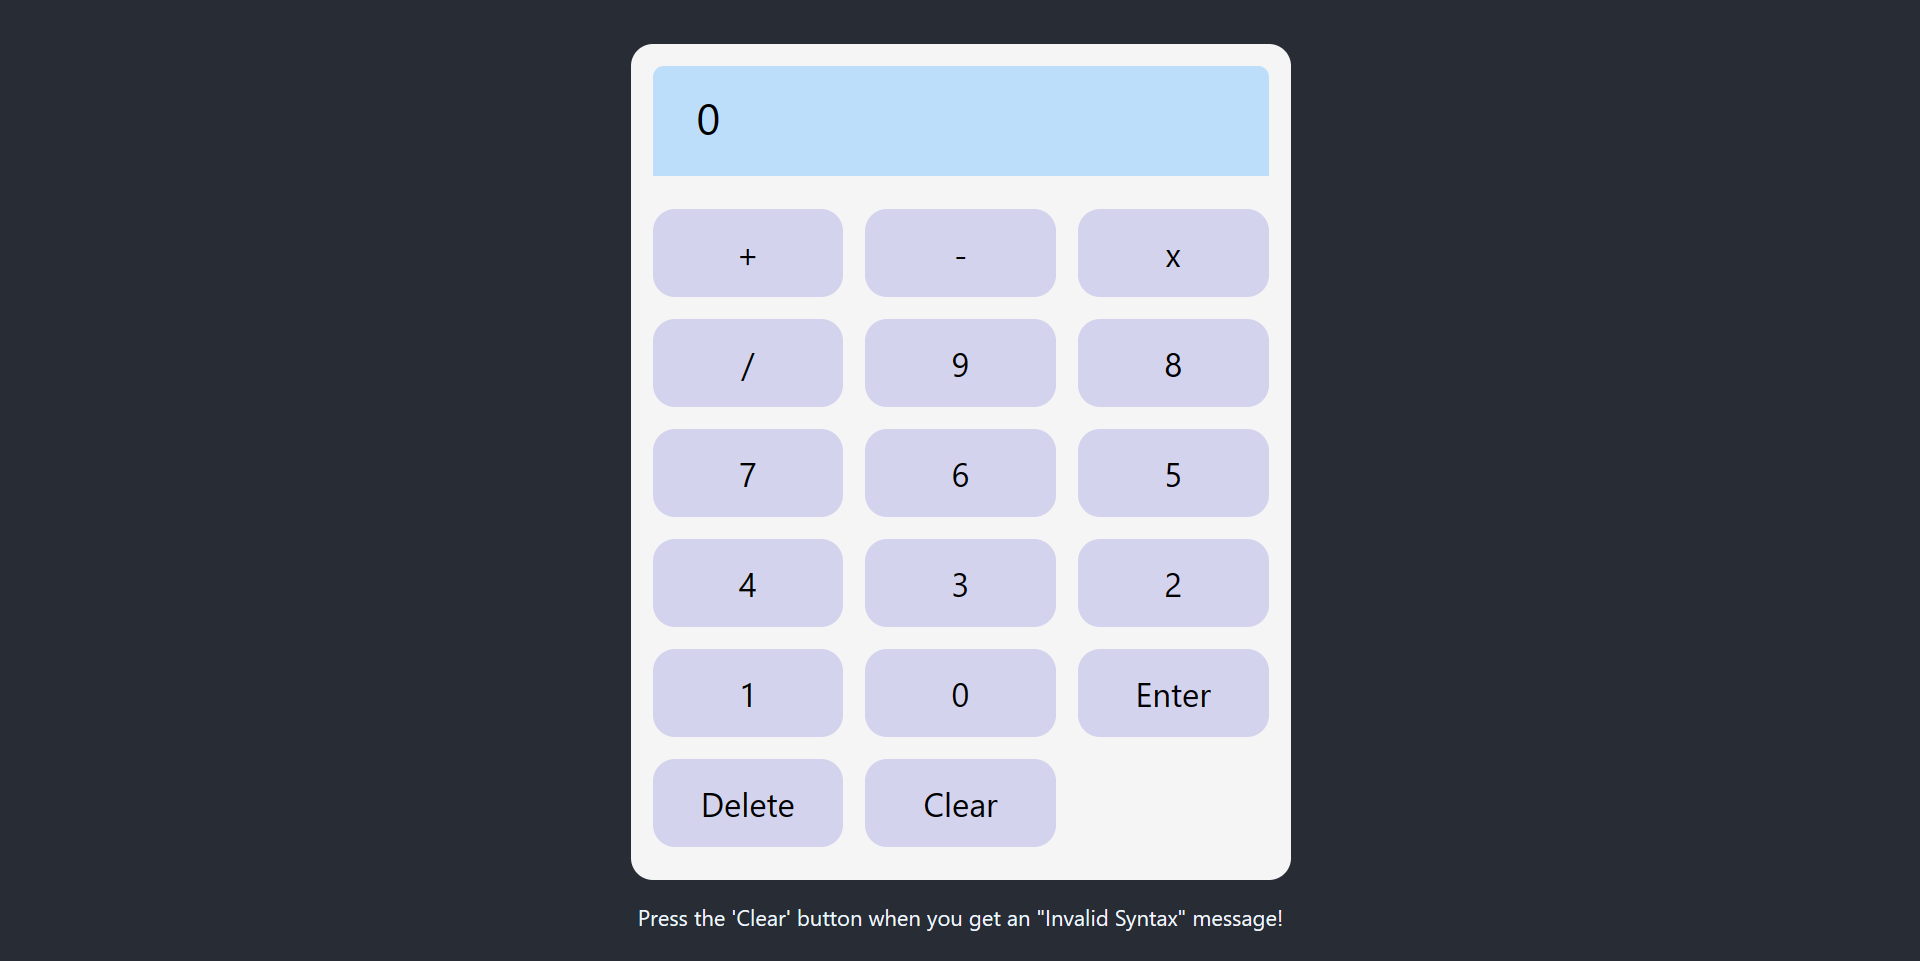 0
+ - x
/ 9 8
7 6 5
4 3 2
1 0 Enter
Delete Clear
Press the 'Clear' button when you get an "Invalid Syntax" message!